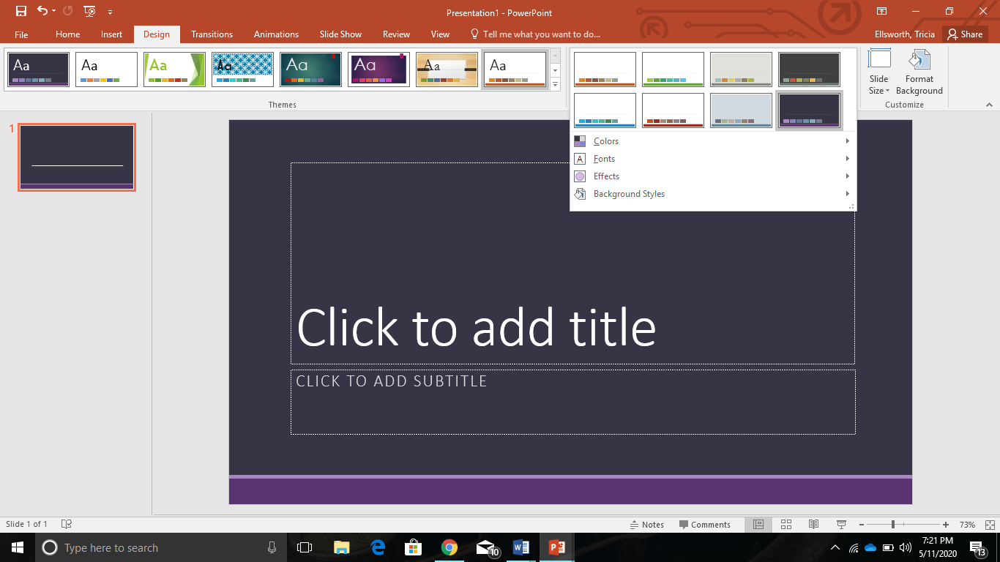 Presentation1 - PowerPoint
File Home Insert Design Transitions Animations Slide Show Review View Tell me what you want to do... Ellsworth, Tricia Share
Aa Aa Aa Aa Aa Aa Aa Aa
Slide Format
Size Background
Themes Customize
Colors
A Fonts
Effects
Background Styles
1
Click to add title
CLICK TO ADD SUBTITLE
Slide 1 of 1 Notes Comments 73%
Type here to search 10 7:21 PM
5/11/2020 13